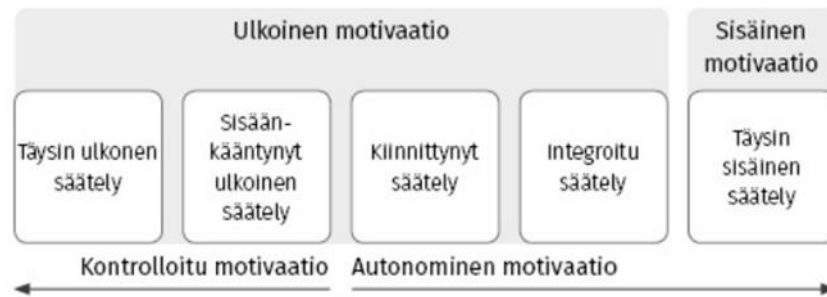 Ulkoinen motivaatio
Sisäinen
motivaatio
Täysin ulkonen
säätely
Sisään-
kääntynyt
ulkoinen
säätely
Kiinnittynyt
säätely
Integroitu
säätely
Täysin
sisäinen
säätely
Kontrolloitu motivaatio
Autonominen motivaatio